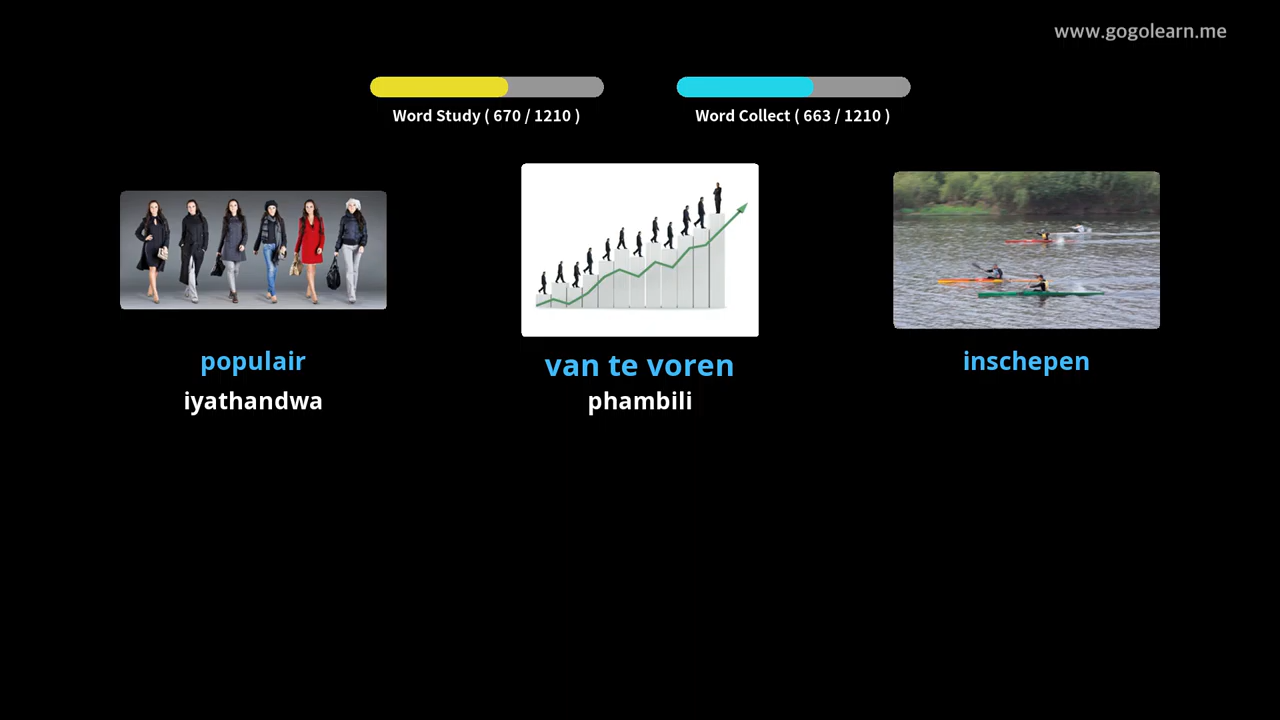 www.gogolearn.me
Word Study ( 670 / 1210 )
Word Collect ( 663 / 1210 )
populair
iyathandwa
van te voren
phambili
inschepen